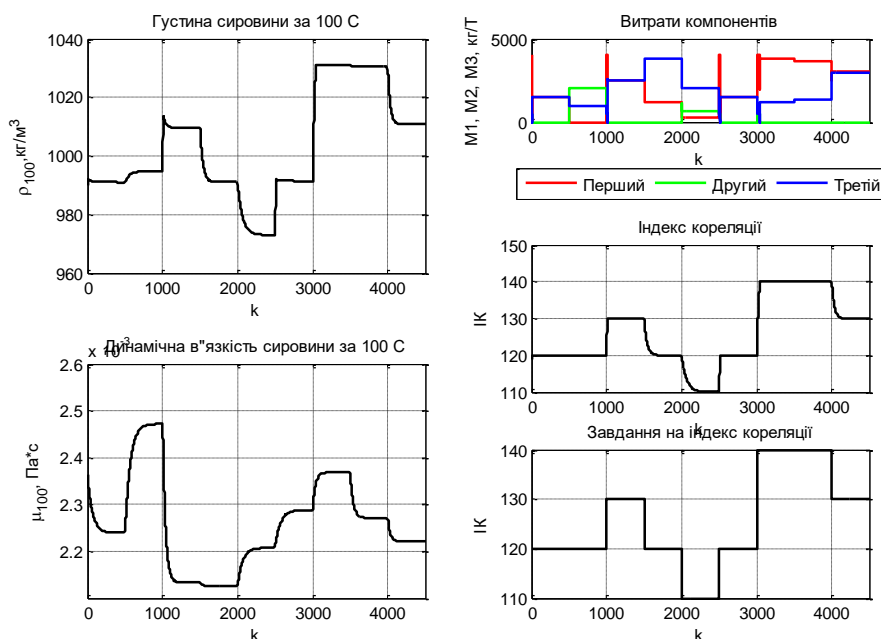 Густина сировини за 100 С
1040
1020
1000
980
960
ρ100,кг/м3
0
1000
2000
3000
4000
k
Витрати компонентів
5000
0
М1, М2, М3, кг/Т
0
1000
2000
3000
4000
k
Перший
Другий
Третій
Індекс кореляції
150
140
130
120
110
ІК
0
1000
2000
3000
4000
k
x 10-3
Динамічна в"язкість сировини за 100 С
2.6
2.5
2.4
2.3
2.2
μ100, Па*с
0
1000
2000
3000
4000
k
Завдання на індекс кореляції
140
130
120
110
ІК
0
1000
2000
3000
4000
k